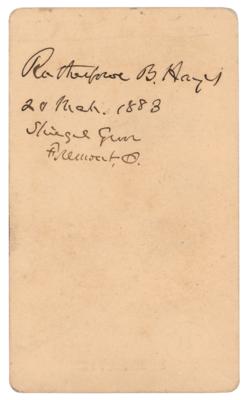 Rutherford B. Hayes
20 Mch. 1883
Spiegel Grove
Fremont, O.